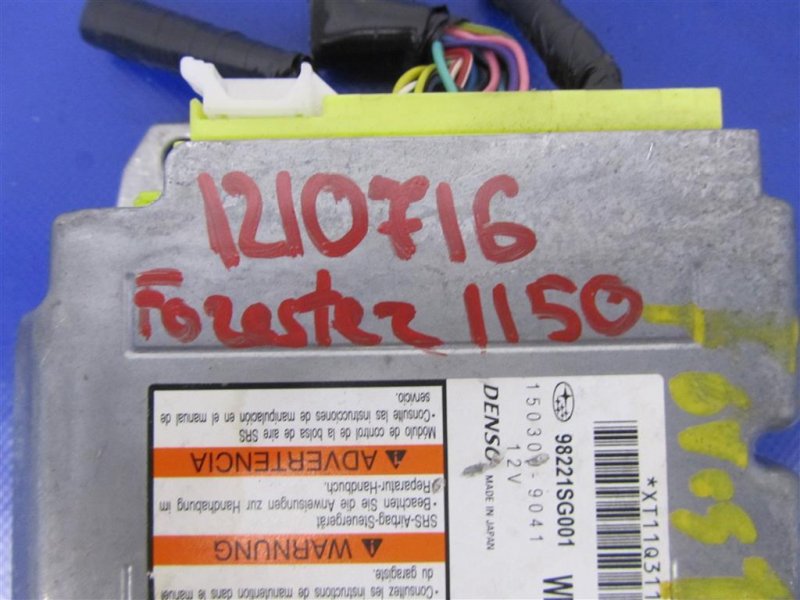 1210716
Forester 1150
servicio.
•Consulte las instrucciones de manipulación en el manual de
Módulo de control de la bolsa de aire SRS
ADVERTENCIA
Reparatur-Handbuch.
•Beachten Sie die Anweisungen zur Handhabung im
SRS-Airbag-Steuergerät
WARNUNG
du garagiste.
•Consultez les instructions de manutention dans le manuel
DENSO MADE IN JAPAN
150300-9041
12V
98221SG001
*XT11Q311